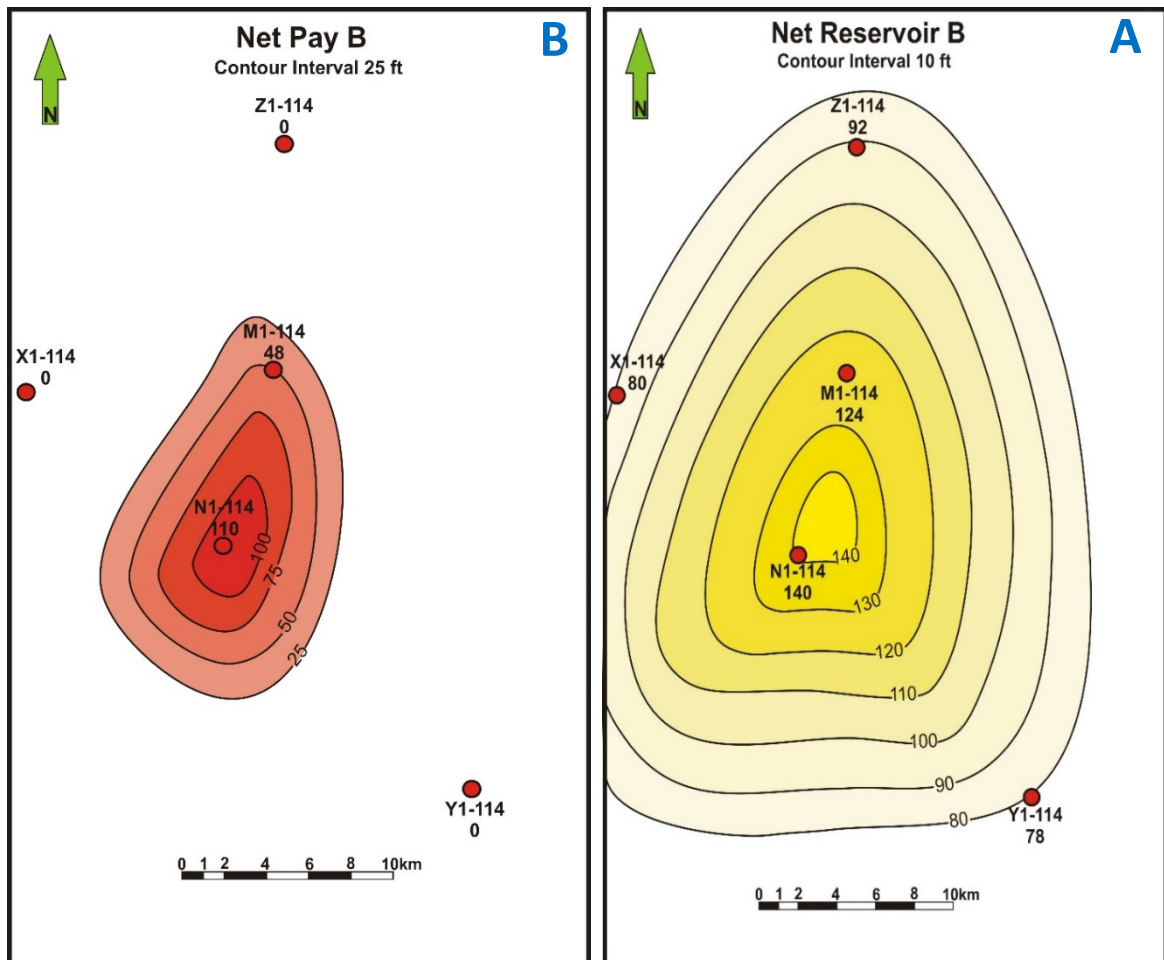 Net Pay B
B
Contour Interval 25 ft
N
Z1-114
0
M1-114
48
X1-114
0
N1-114
110
100
75
50
25
Y1-114
0
0 1 2 4 6 8 10km
Net Reservoir B
A
Contour Interval 10 ft
N
Z1-114
92
X1-114
80
M1-114
124
140
N1-114
140
130
120
110
100
90
80
Y1-114
78
0 1 2 4 6 8 10km